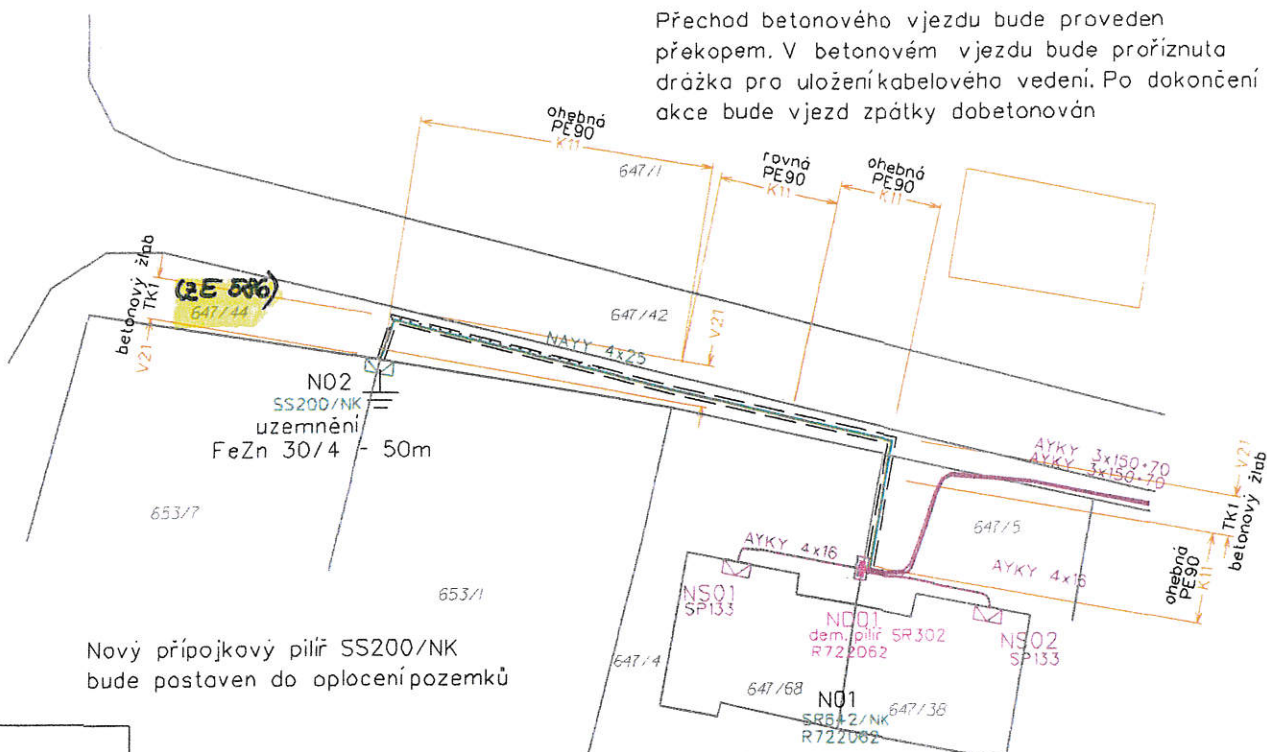 Přechod betonového vjezdu bude proveden
překopem. V betonovém vjezdu bude proříznuta
drážka pro uložení kabelového vedení. Po dokončení
akce bude vjezd zpátky dobetonován
ohebná
PE90
K11
647/1
rovná
PE90
K11
ohebná
PE90
K11
betonový žlab
TK1
V21
(ZE 586)
647/44
647/42
V21
NAYY 4x25
N02
SS200/NK
uzemnění
FeZn 30/4 - 50m
AYKY 3x150+70
AYKY 3x150+70
V21
TK1
betonový žlab
653/7
647/5
AYKY 4x16
AYKY 4x16
ohebná
PE90
K11
653/1
NS01
SP133
ND01
dem. pilíř SR302
R722062
NS02
SP133
Nový přípojkový pilíř SS200/NK
bude postaven do oplocení pozemků
647/4
647/68
N01
647/38
SR642/NK
R722062